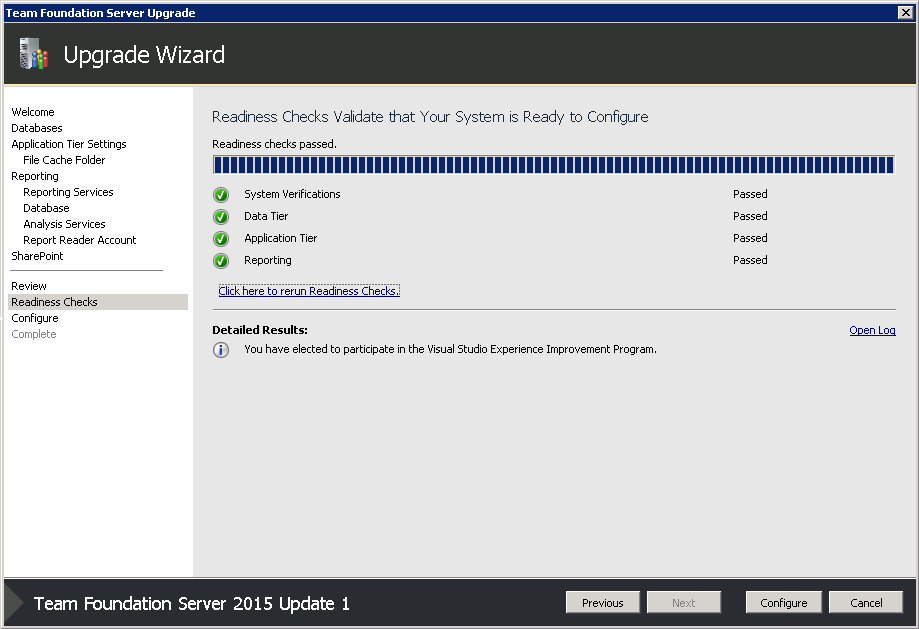 Team Foundation Server Upgrade
Upgrade Wizard
Welcome
Databases
Application Tier Settings
File Cache Folder
Reporting
Reporting Services
Database
Analysis Services
Report Reader Account
SharePoint
Review
Readiness Checks
Configure
Complete
Readiness Checks Validate that Your System is Ready to Configure
Readiness checks passed.
System Verifications Passed
Data Tier Passed
Application Tier Passed
Reporting Passed
Click here to rerun Readiness Checks.
Detailed Results: Open Log
You have elected to participate in the Visual Studio Experience Improvement Program.
Team Foundation Server 2015 Update 1
Previous Next Configure Cancel